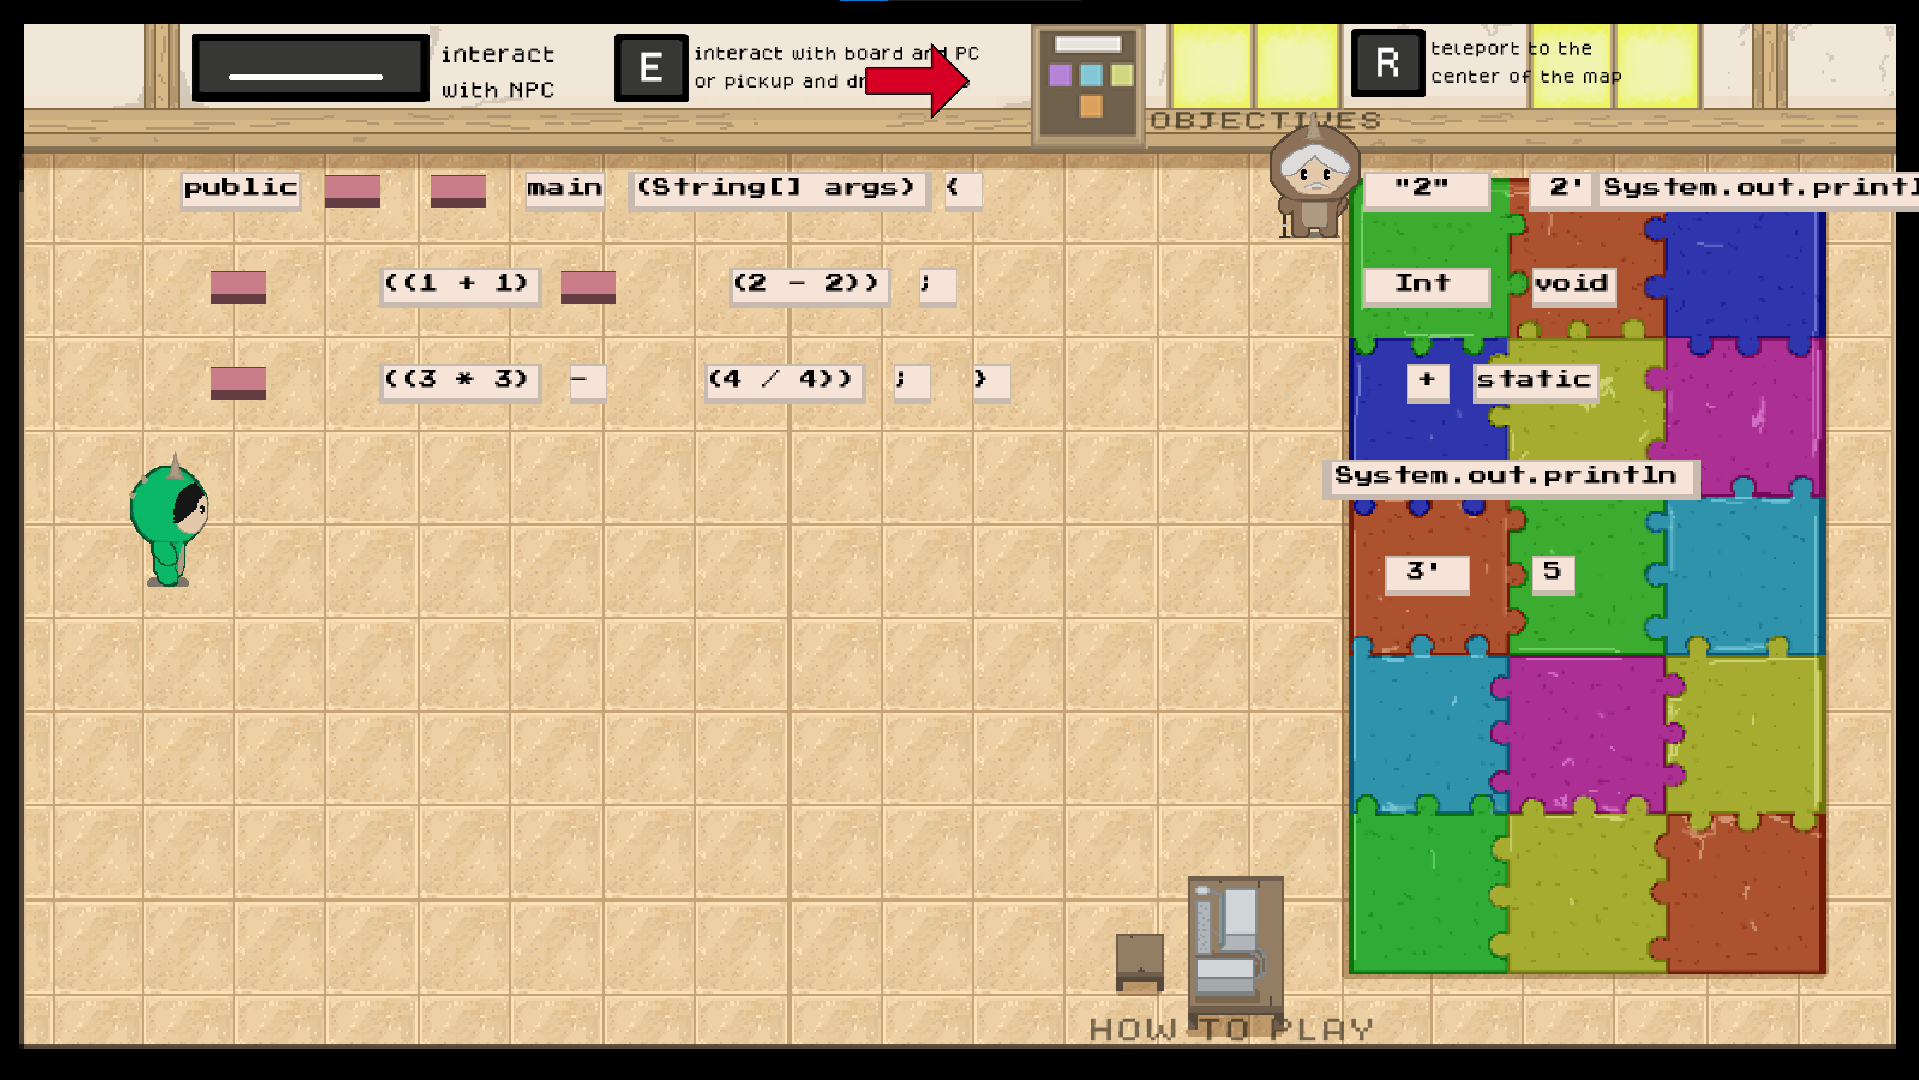 interact
with NPC
E
interact with board and PC
or pickup and
R
teleport to the
center of the map
OBJECTIVES
public main (String[] args) {
"2" 2' System.out.printl
((1 + 1) (2 - 2)) ;
Int void
((3 * 3) - (4 / 4)) ; }
+ static
System.out.println
3' 5
HOW TO PLAY